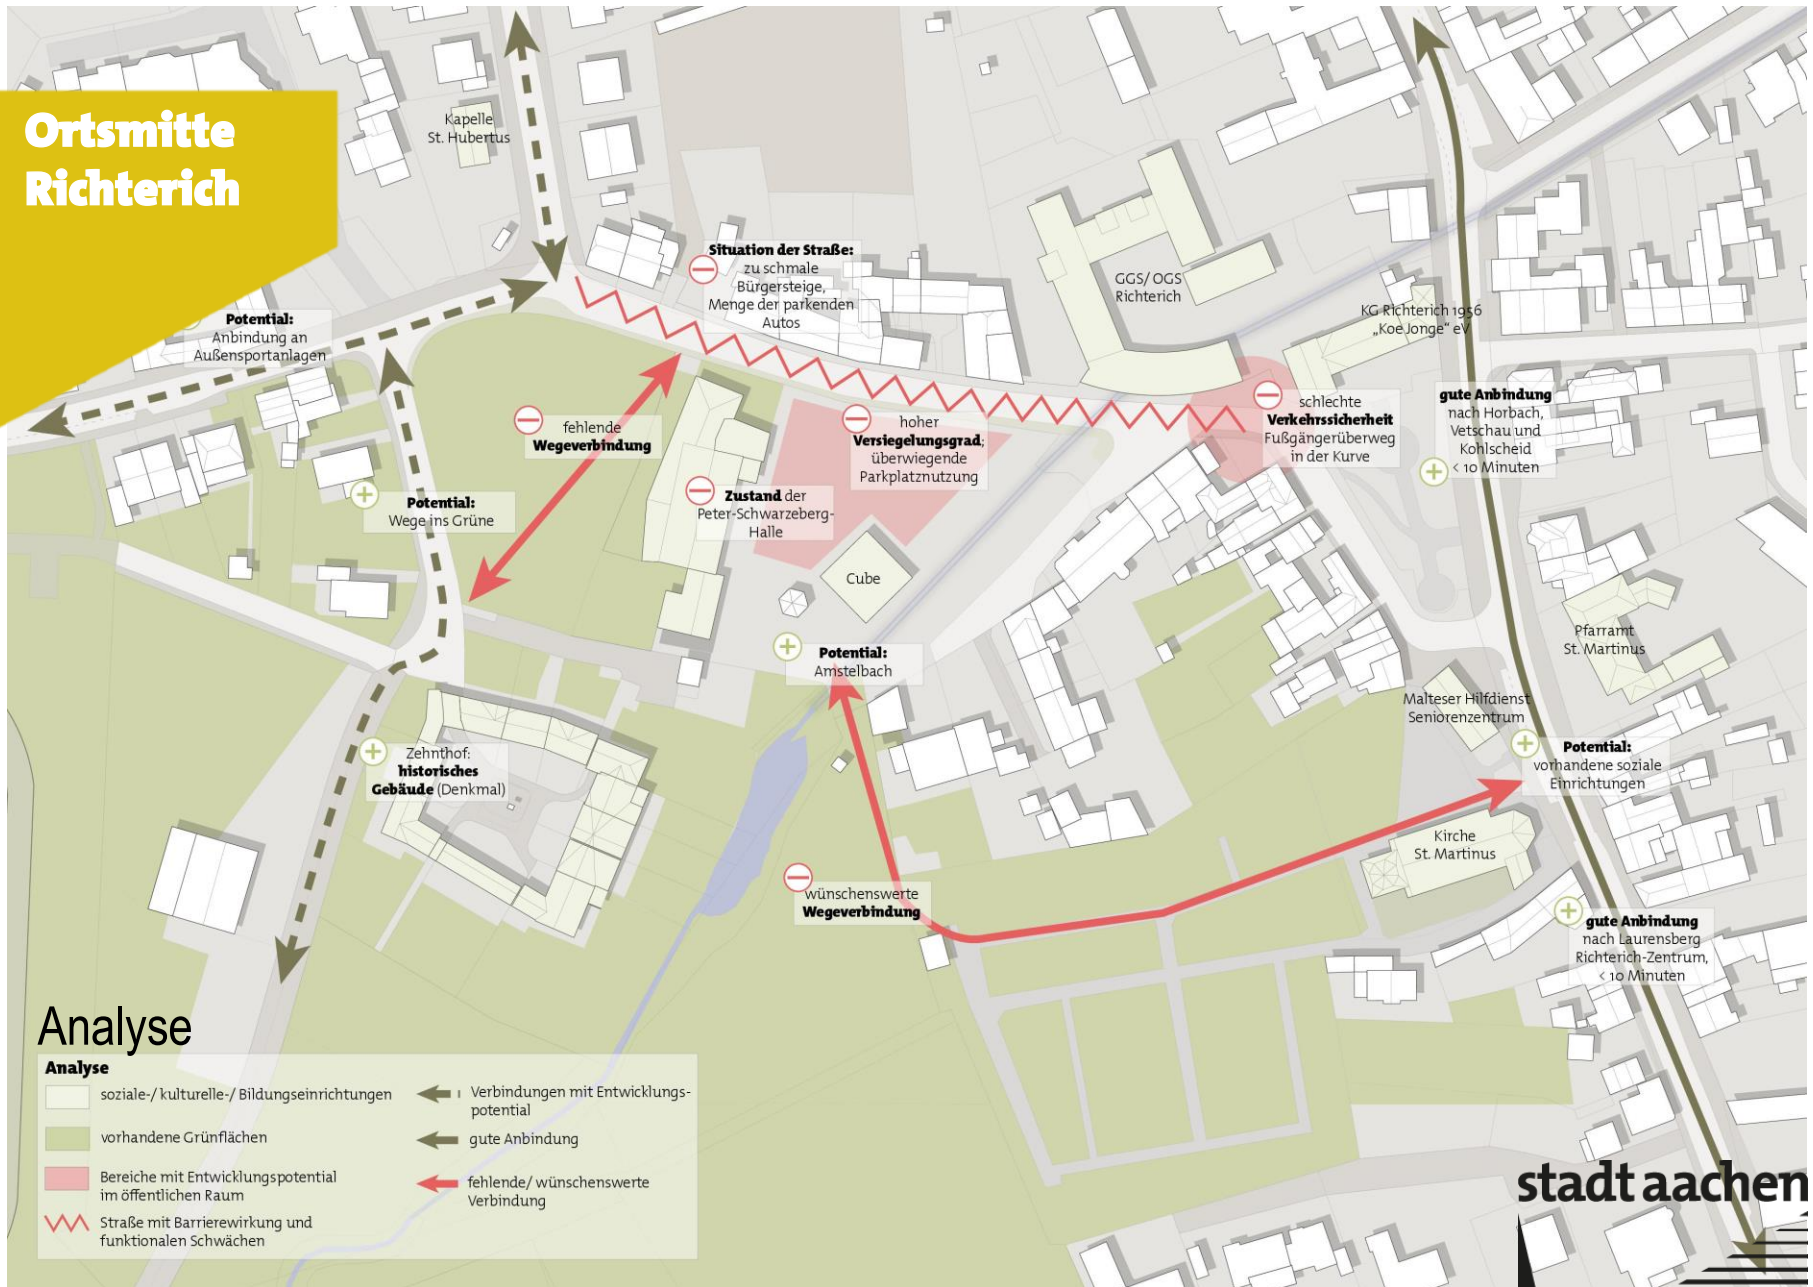 Ortsmitte
Richterich
Kapelle
St. Hubertus
Situation der Straße:
zu schmale
Bürgersteige,
Menge der parkenden
Autos
GGS/ OGS
Richterich
KG Richterich 1956
„Koe Jonge“ eV
Potential:
Anbindung an
Außensportanlagen
fehlende
Wegeverbindung
hoher
Versiegelungsgrad;
überwiegende
Parkplatznutzung
schlechte
Verkehrssicherheit
Fußgängerüberweg
in der Kurve
gute Anbindung
nach Horbach,
Vetschau und
Kohlscheid
< 10 Minuten
Potential:
Wege ins Grüne
Zustand der
Peter-Schwarzeberg-
Halle
Cube
Potential:
Amstelbach
Pfarramt
St. Martinus
Malteser Hilfdienst
Seniorenzentrum
Zehnthof:
historisches
Gebäude (Denkmal)
Potential:
vorhandene soziale
Einrichtungen
Kirche
St. Martinus
wünschenswerte
Wegeverbindung
gute Anbindung
nach Laurensberg
Richterich-Zentrum,
< 10 Minuten
Analyse
Analyse
soziale-/ kulturelle-/ Bildungseinrichtungen
vorhandene Grünflächen
Bereiche mit Entwicklungspotential
im öffentlichen Raum
Straße mit Barrierewirkung und
funktionalen Schwächen
Verbindungen mit Entwicklungs-
potential
gute Anbindung
fehlende/ wünschenswerte
Verbindung
stadt aachen